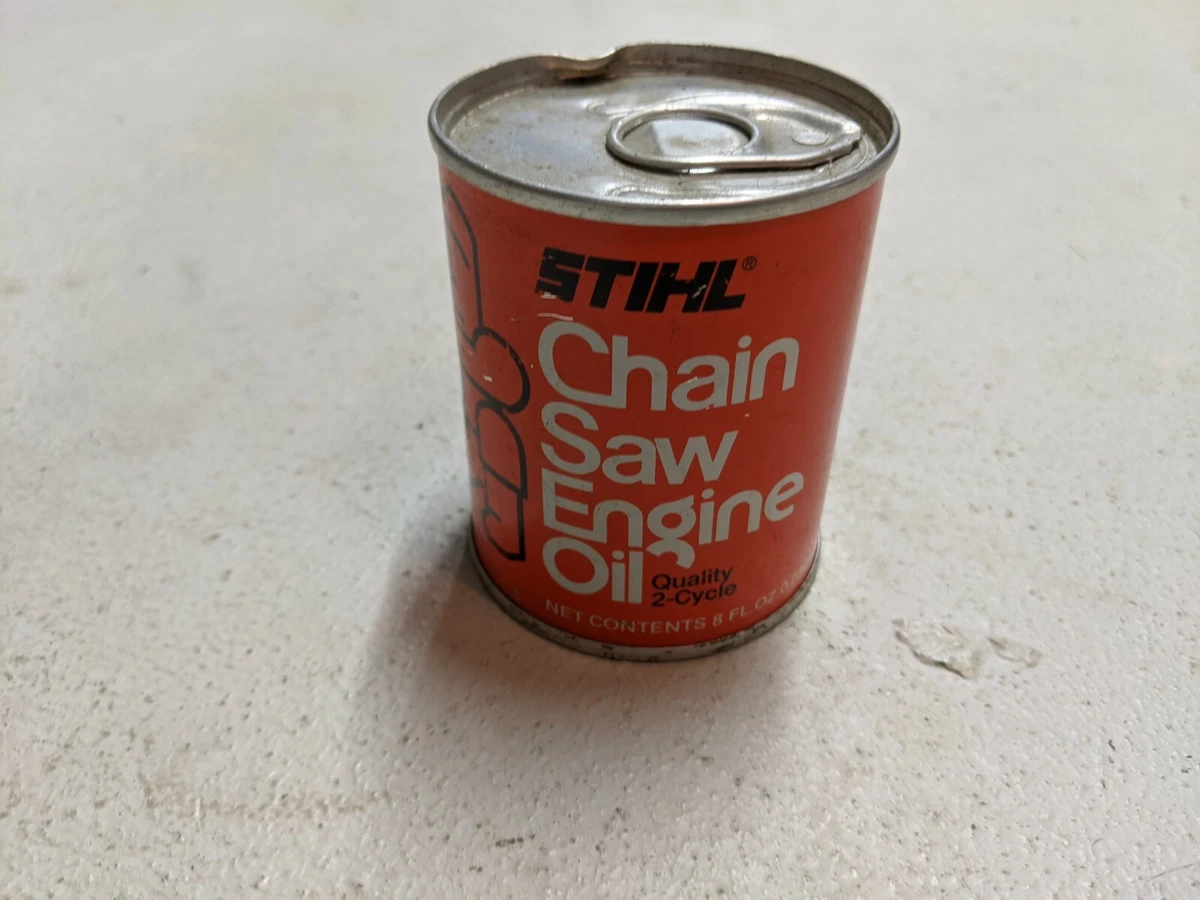 STIHL®
Chain
Saw
Engine
Oil
Quality
2-Cycle
NET CONTENTS 8 FL. OZ.